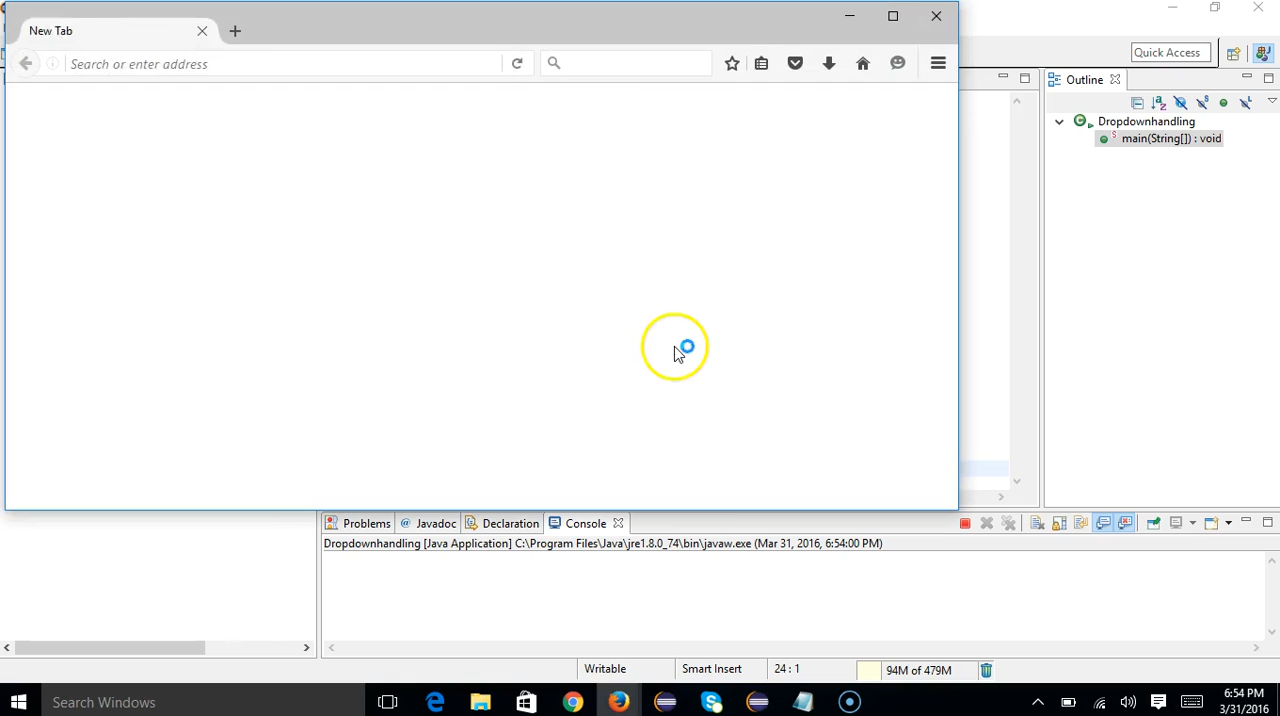 New Tab
Search or enter address
Quick Access
Outline
Dropdownhandling
main(String[]) : void
Problems
Javadoc
Declaration
Console
Dropdownhandling [Java Application] C:\Program Files\Java\jre1.8.0_74\bin\javaw.exe (Mar 31, 2016, 6:54:00 PM)
Writable
Smart Insert
24 : 1
94M of 479M
Search Windows
6:54 PM
3/31/2016